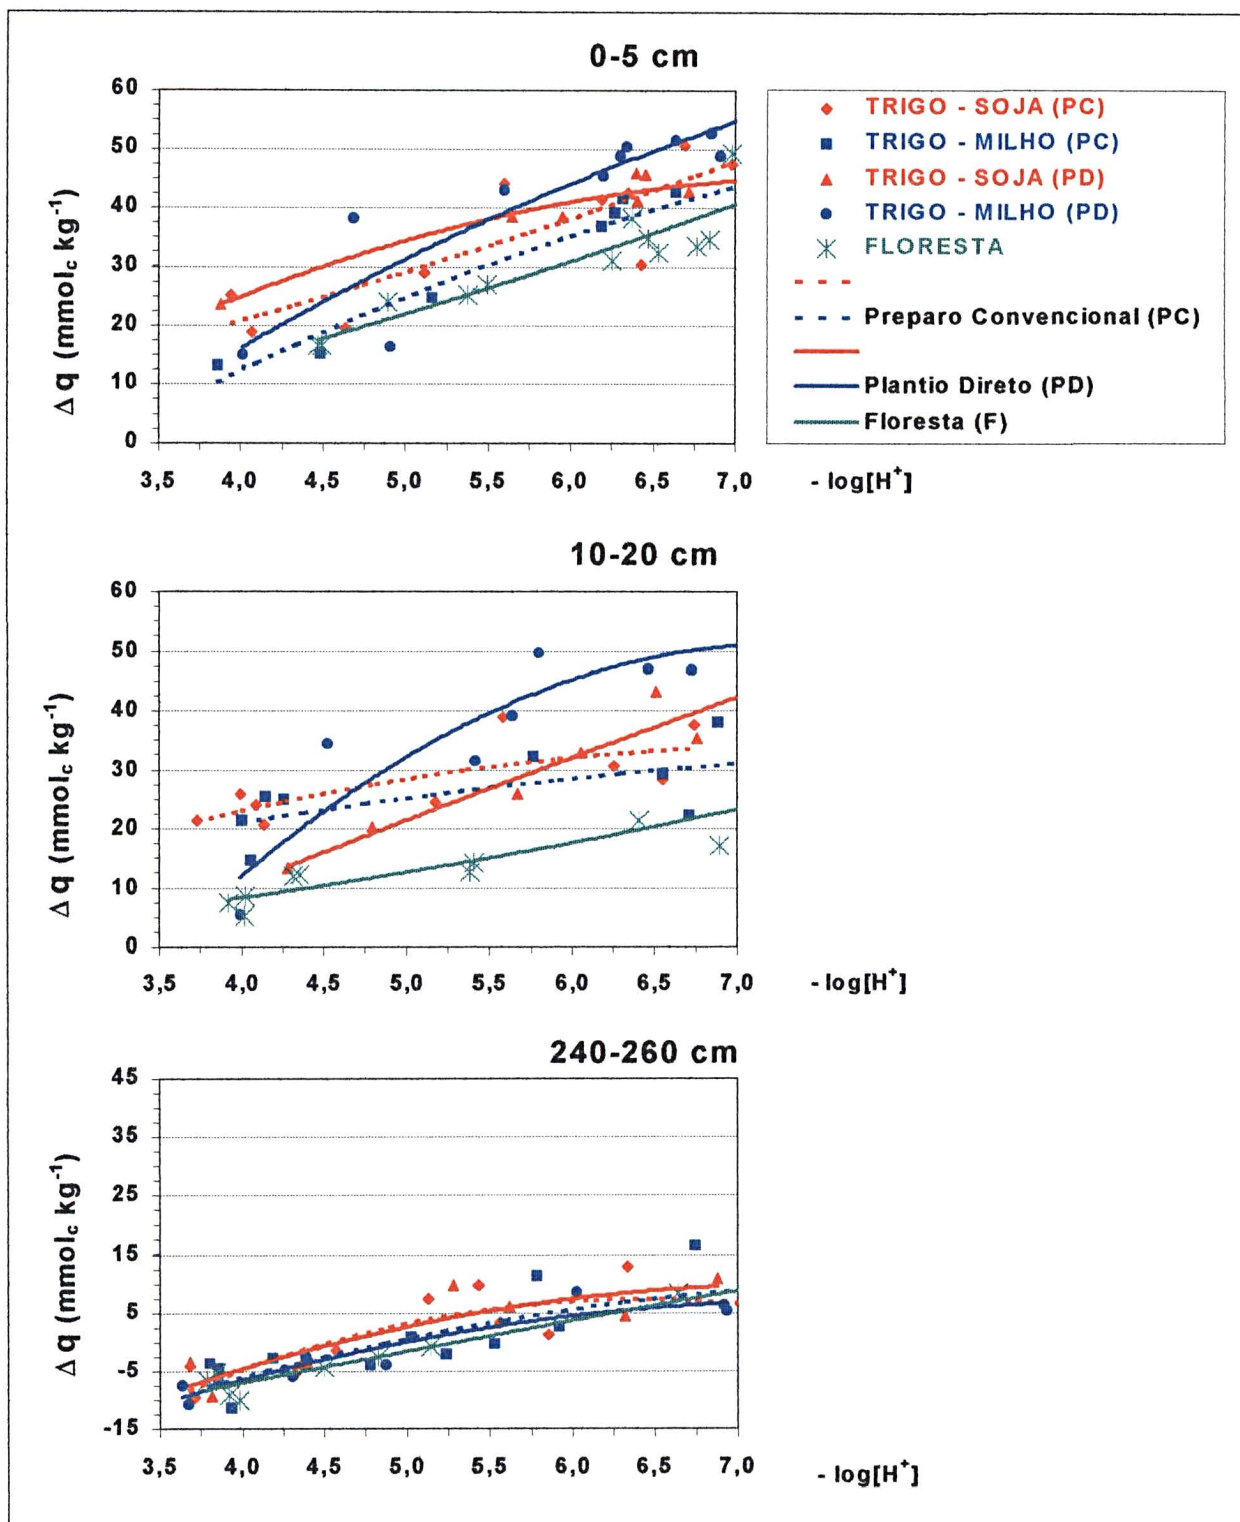 0-5 cm
Δq (mmolc kg-1)
60
50
40
30
20
10
0
3,5 4,0 4,5 5,0 5,5 6,0 6,5 7,0 - log[H+]
TRIGO - SOJA (PC)
TRIGO - MILHO (PC)
TRIGO - SOJA (PD)
TRIGO - MILHO (PD)
FLORESTA
Preparo Convencional (PC)
Plantio Direto (PD)
Floresta (F)
10-20 cm
Δq (mmolc kg-1)
60
50
40
30
20
10
0
3,5 4,0 4,5 5,0 5,5 6,0 6,5 7,0 - log[H+]
240-260 cm
Δq (mmolc kg-1)
45
35
25
15
5
-5
-15
3,5 4,0 4,5 5,0 5,5 6,0 6,5 7,0 - log[H+]